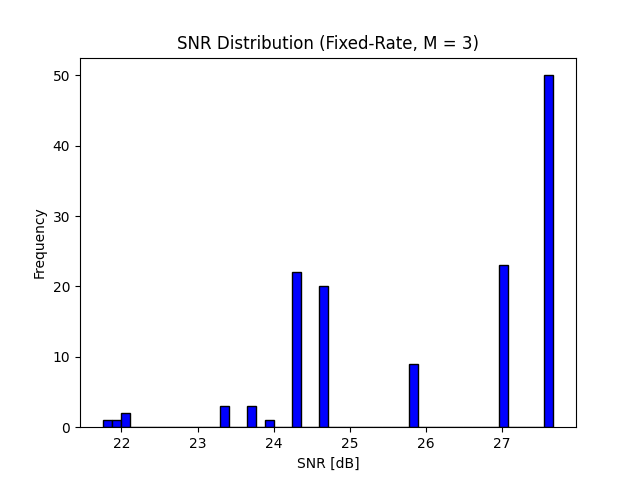 SNR Distribution (Fixed-Rate, M = 3)
50
40
30
20
10
0
Frequency
22 23 24 25 26 27
SNR [dB]